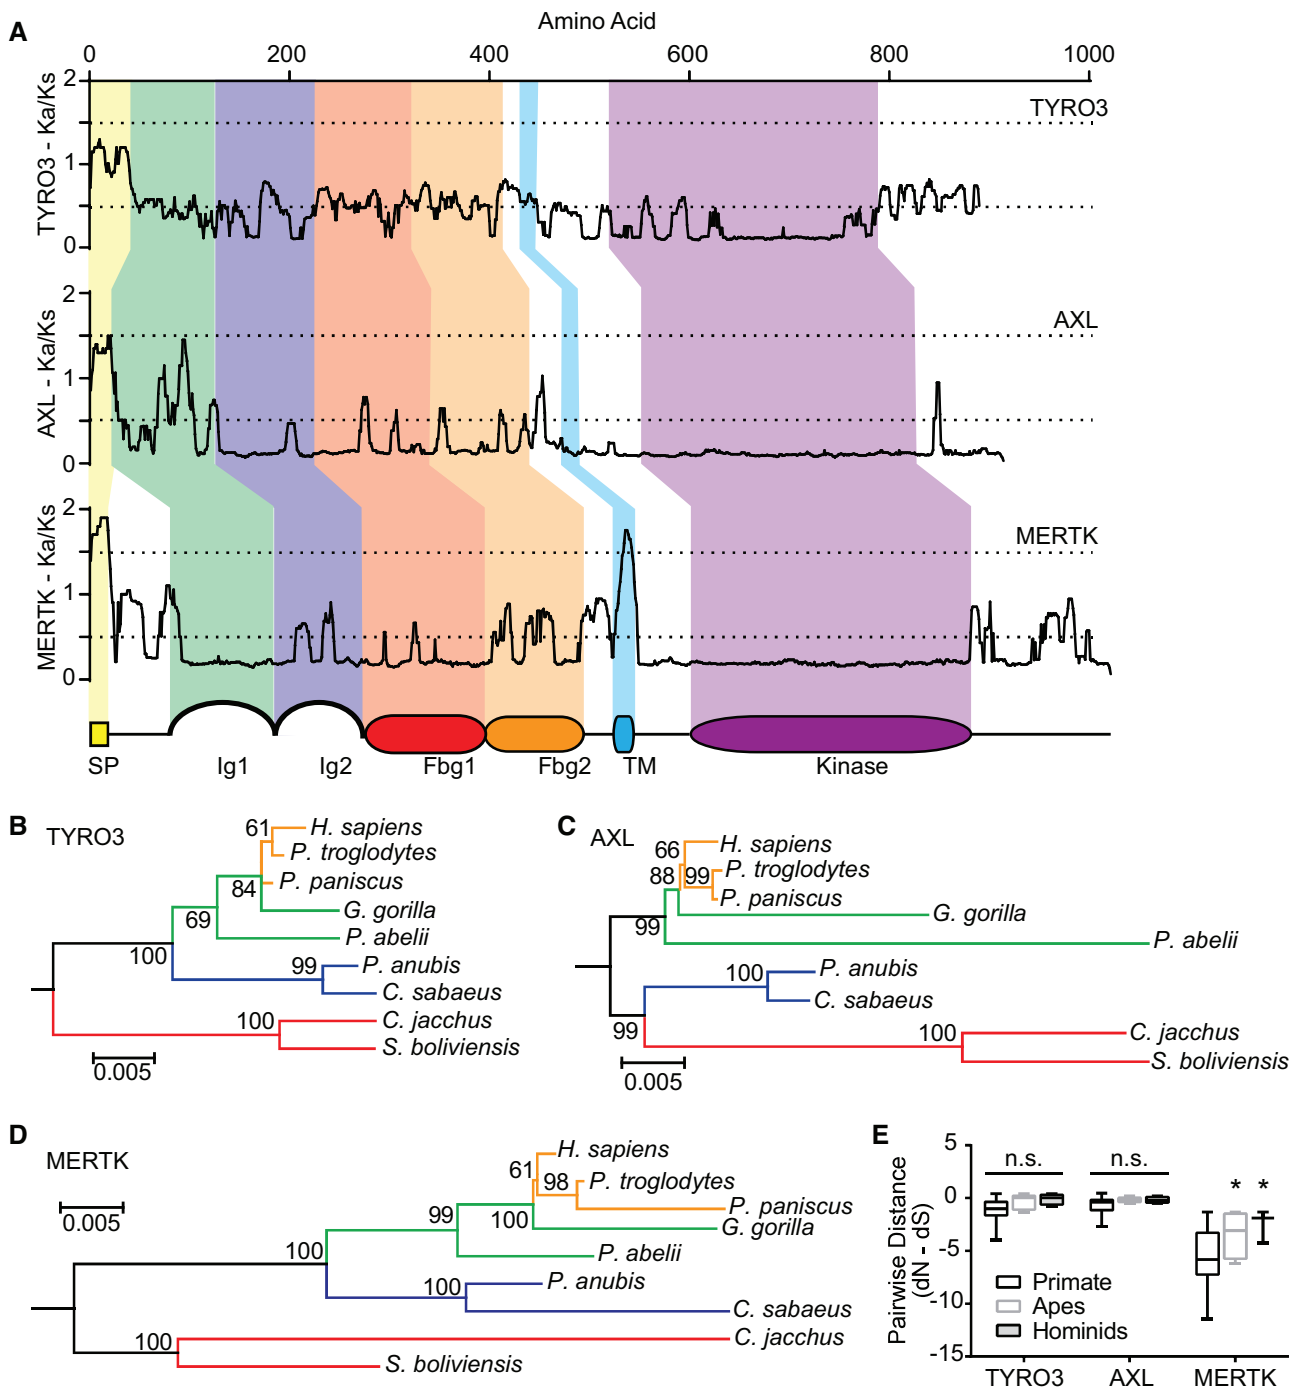 A
Amino Acid
0 200 400 600 800 1000
TYRO3 - Ka/Ks
2
1
0
TYRO3
AXL - Ka/Ks
2
1
0
AXL
MERTK - Ka/Ks
2
1
0
MERTK
SP Ig1 Ig2 Fbg1 Fbg2 TM Kinase
B
TYRO3
61
84
69
100
99
100
H. sapiens
P. troglodytes
P. paniscus
G. gorilla
P. abelii
P. anubis
C. sabaeus
C. jacchus
S. boliviensis
0.005
C
AXL
66
88
99
99
100
99
100
H. sapiens
P. troglodytes
P. paniscus
G. gorilla
P. abelii
P. anubis
C. sabaeus
C. jacchus
S. boliviensis
0.005
D
MERTK
0.005
61
98
99
100
100
100
100
H. sapiens
P. troglodytes
P. paniscus
G. gorilla
P. abelii
P. anubis
C. sabaeus
C. jacchus
S. boliviensis
E
Pairwise Distance
(dN - dS)
5
0
-5
-10
-15
n.s. n.s. * *
Primate
Apes
Hominids
TYRO3 AXL MERTK